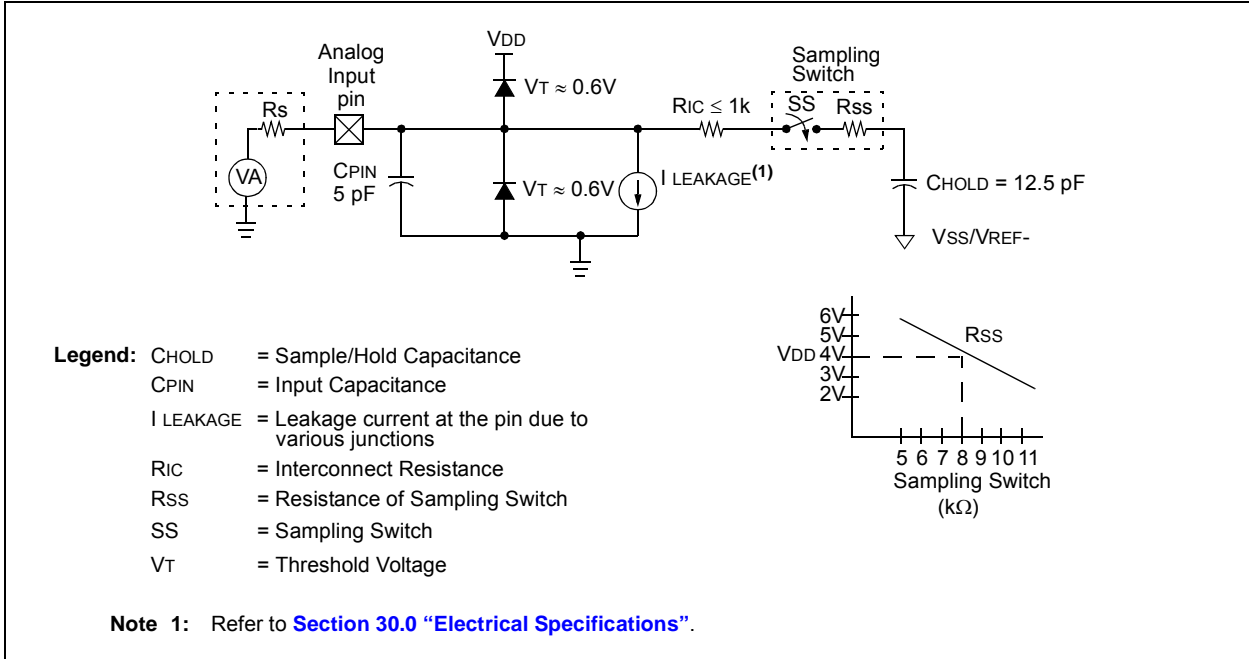 VDD
Analog
Input
pin
Sampling
Switch
VT ≈ 0.6V
Rs
RIC ≤ 1k
SS
Rss
VA
CPIN
5 pF
VT ≈ 0.6V
I LEAKAGE(1)
CHOLD = 12.5 pF
VSS/VREF-
6V
5V
VDD 4V
3V
2V
RSS
5 6 7 8 9 10 11
Sampling Switch
(kΩ)
Legend: CHOLD = Sample/Hold Capacitance
CPIN = Input Capacitance
I LEAKAGE = Leakage current at the pin due to
various junctions
RIC = Interconnect Resistance
RSS = Resistance of Sampling Switch
SS = Sampling Switch
VT = Threshold Voltage
Note 1: Refer to Section 30.0 “Electrical Specifications”.